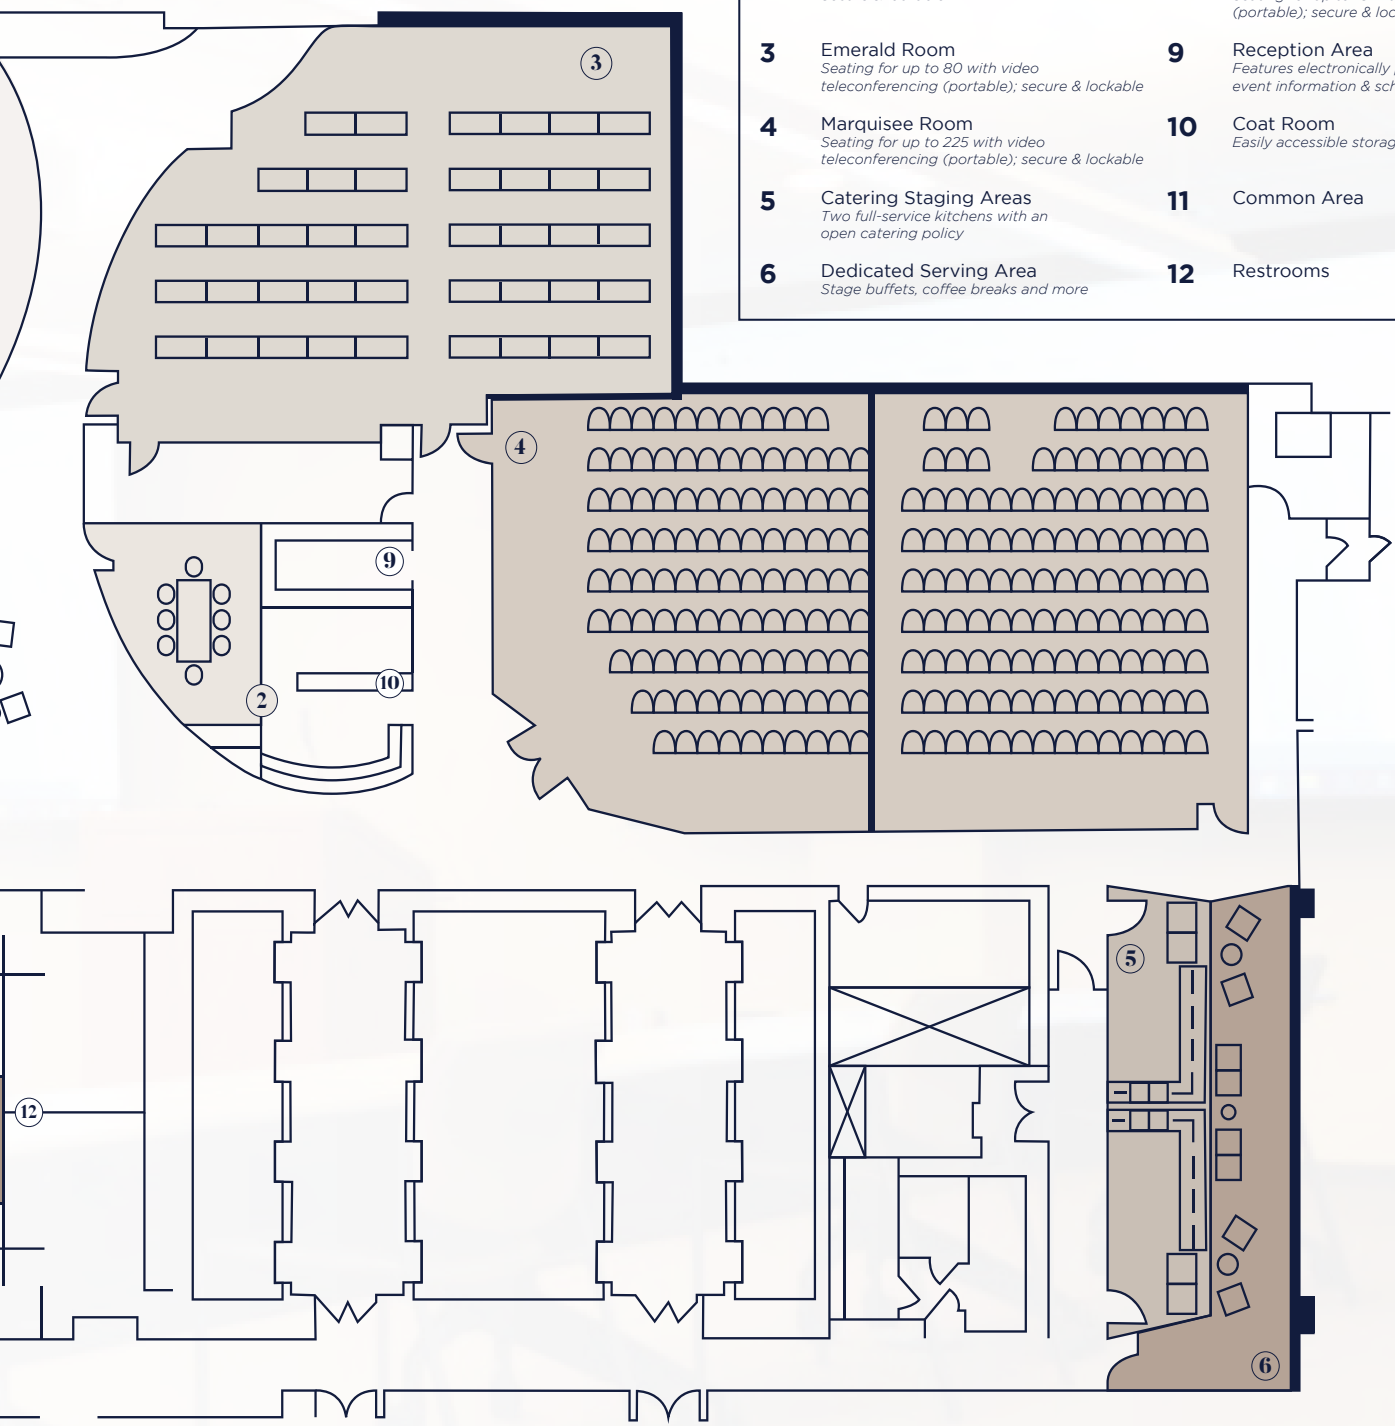 (portable); secure & loc
3
Emerald Room
Seating for up to 80 with video
teleconferencing (portable); secure & lockable
4
Marquisee Room
Seating for up to 225 with video
teleconferencing (portable); secure & lockable
5
Catering Staging Areas
Two full-service kitchens with an
open catering policy
6
Dedicated Serving Area
Stage buffets, coffee breaks and more
9
Reception Area
Features electronically
event information & sch
10
Coat Room
Easily accessible storag
11
Common Area
12
Restrooms
3
4
9
10
2
5
12
6